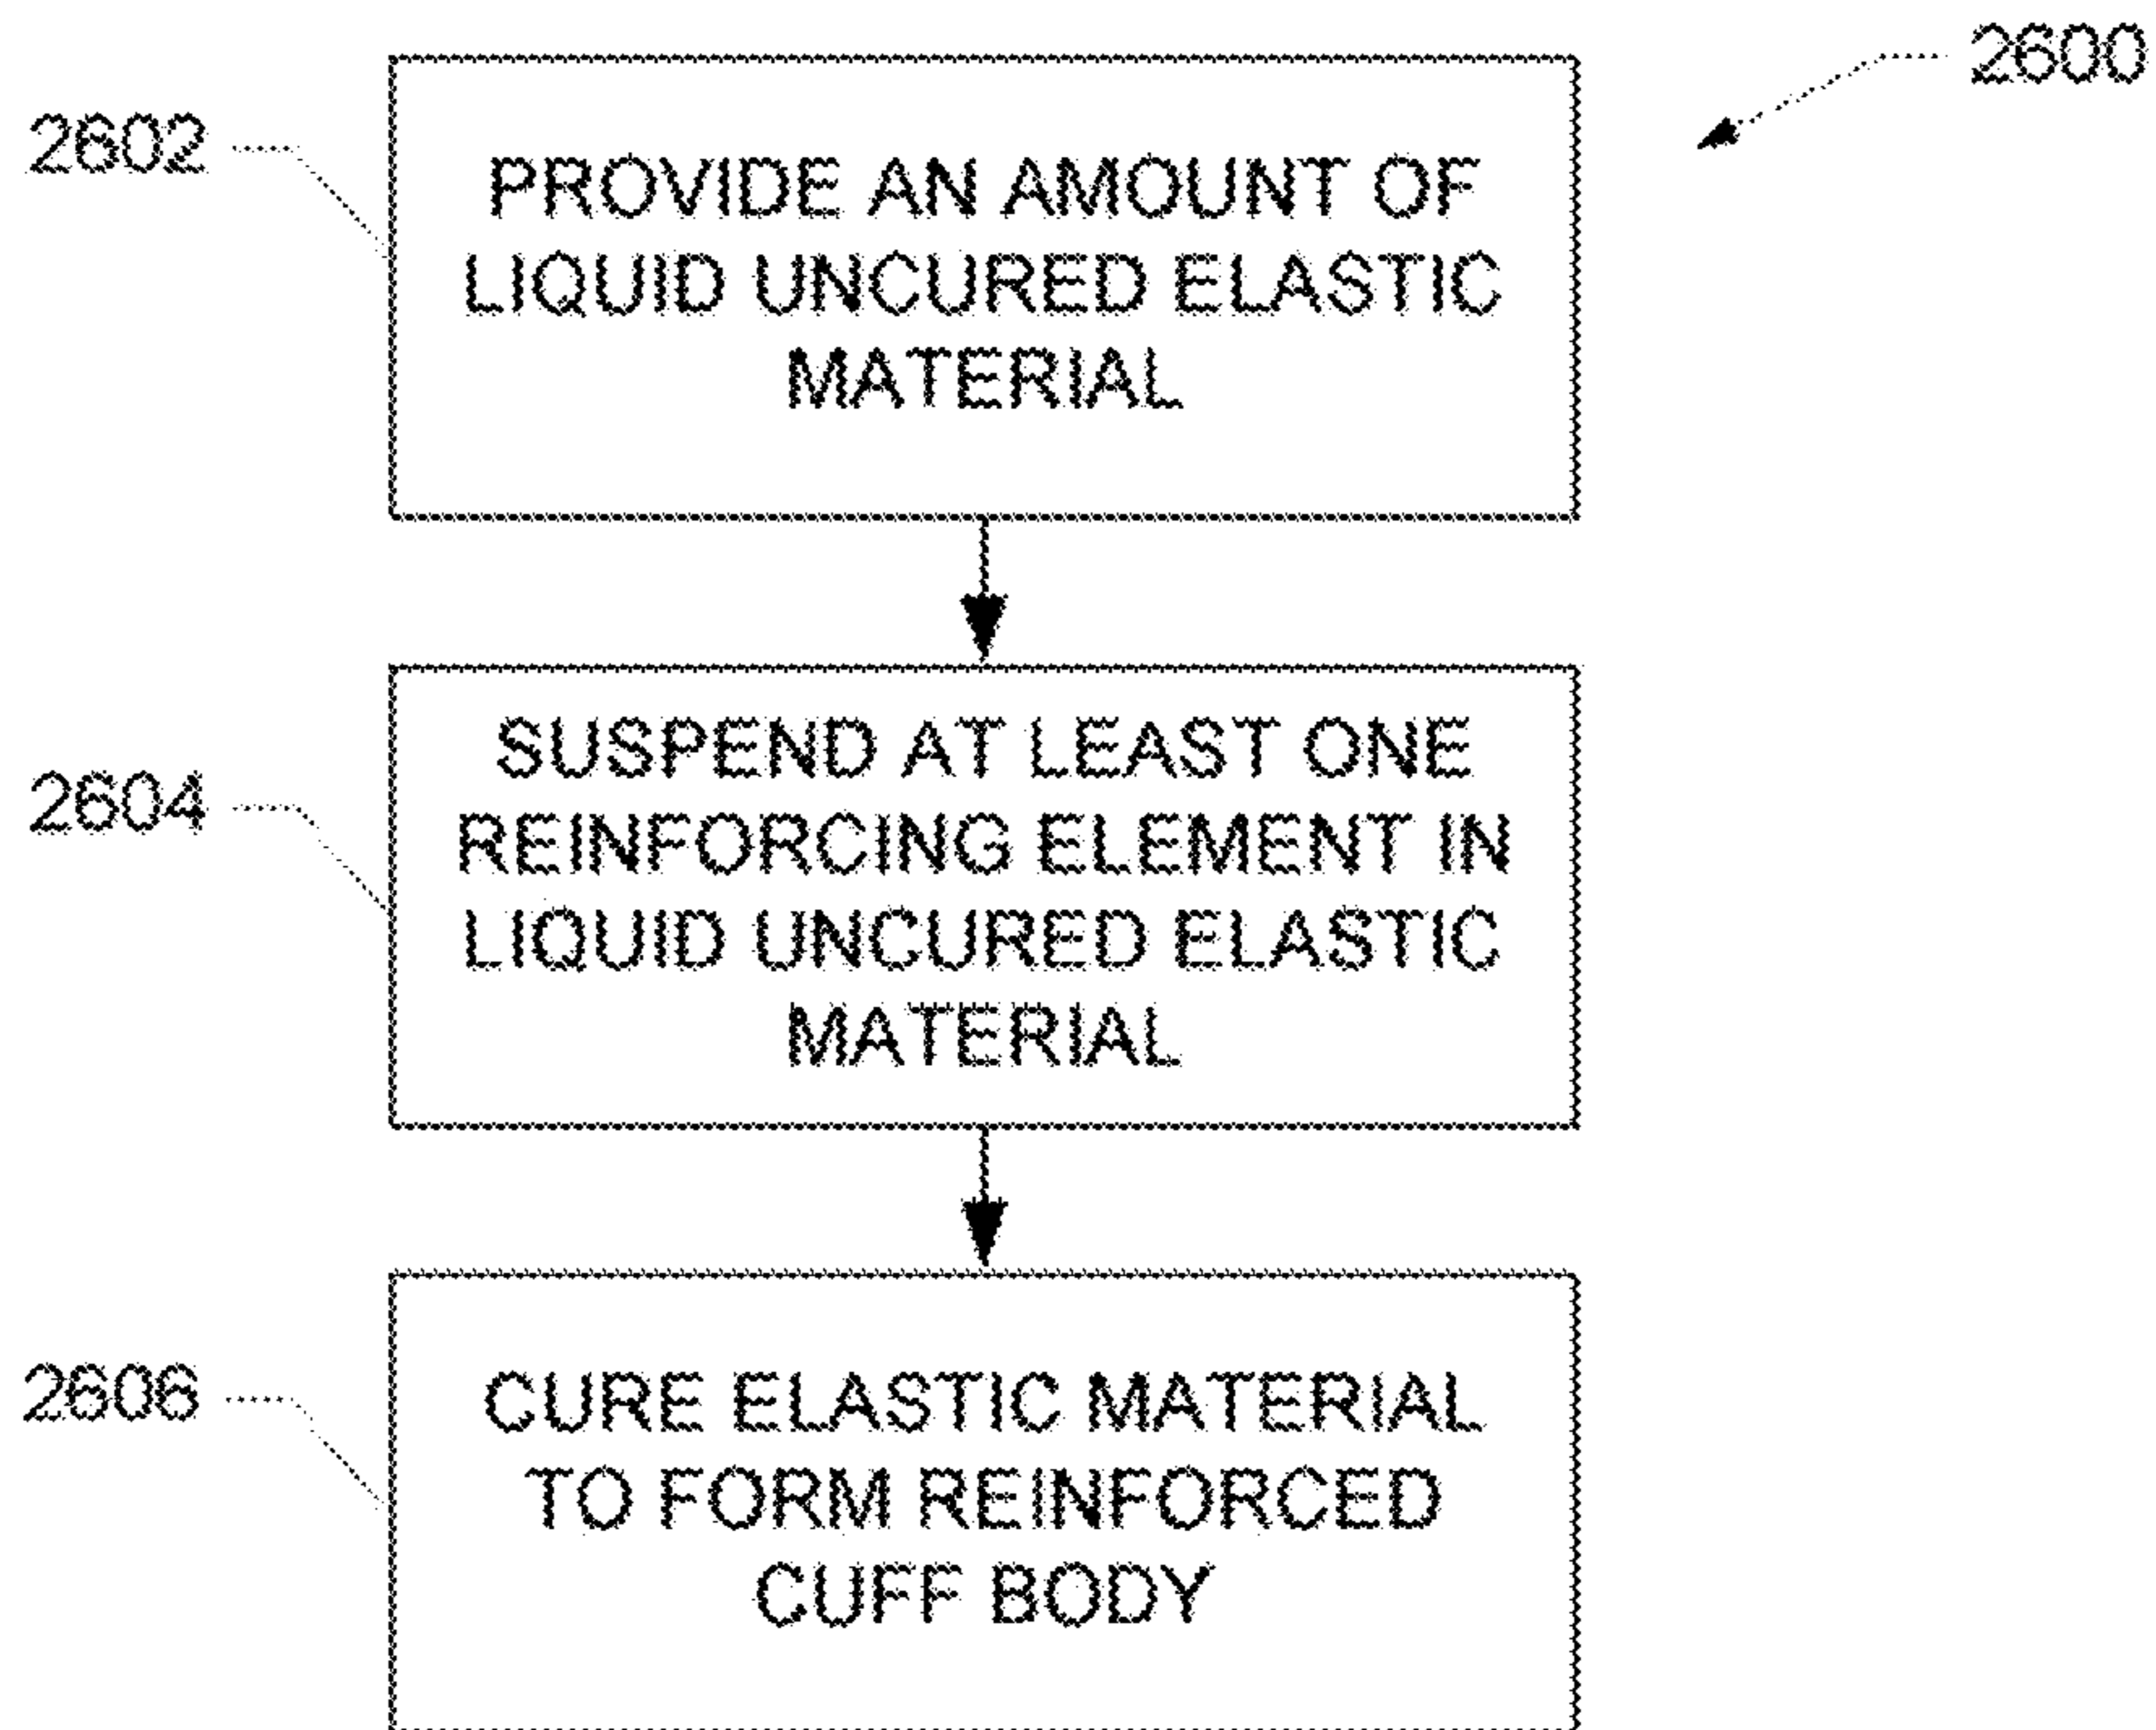 2600
2602
PROVIDE AN AMOUNT OF
LIQUID UNCURED ELASTIC
MATERIAL
2604
SUSPEND AT LEAST ONE
REINFORCING ELEMENT IN
LIQUID UNCURED ELASTIC
MATERIAL
2606
CURE ELASTIC MATERIAL
TO FORM REINFORCED
CUFF BODY